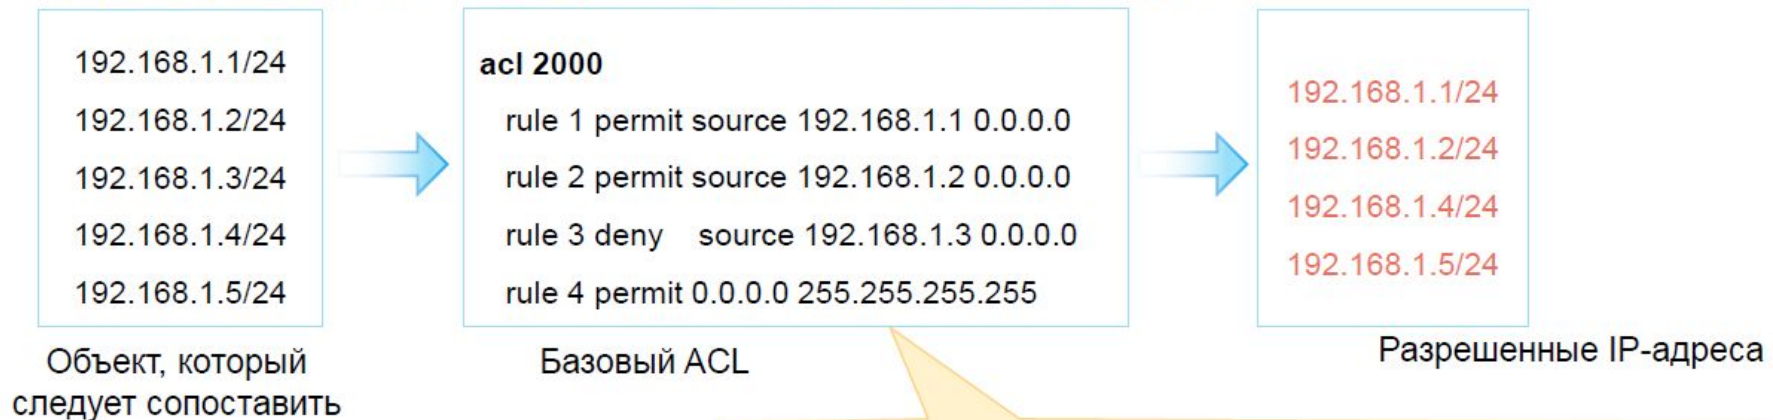 192.168.1.1/24
192.168.1.2/24
192.168.1.3/24
192.168.1.4/24
192.168.1.5/24
Объект, который
следует сопоставить
acl 2000
rule 1 permit source 192.168.1.1 0.0.0.0
rule 2 permit source 192.168.1.2 0.0.0.0
rule 3 deny source 192.168.1.3 0.0.0.0
rule 4 permit 0.0.0.0 255.255.255.255
Базовый ACL
192.168.1.1/24
192.168.1.2/24
192.168.1.4/24
192.168.1.5/24
Разрешенные IP-адреса